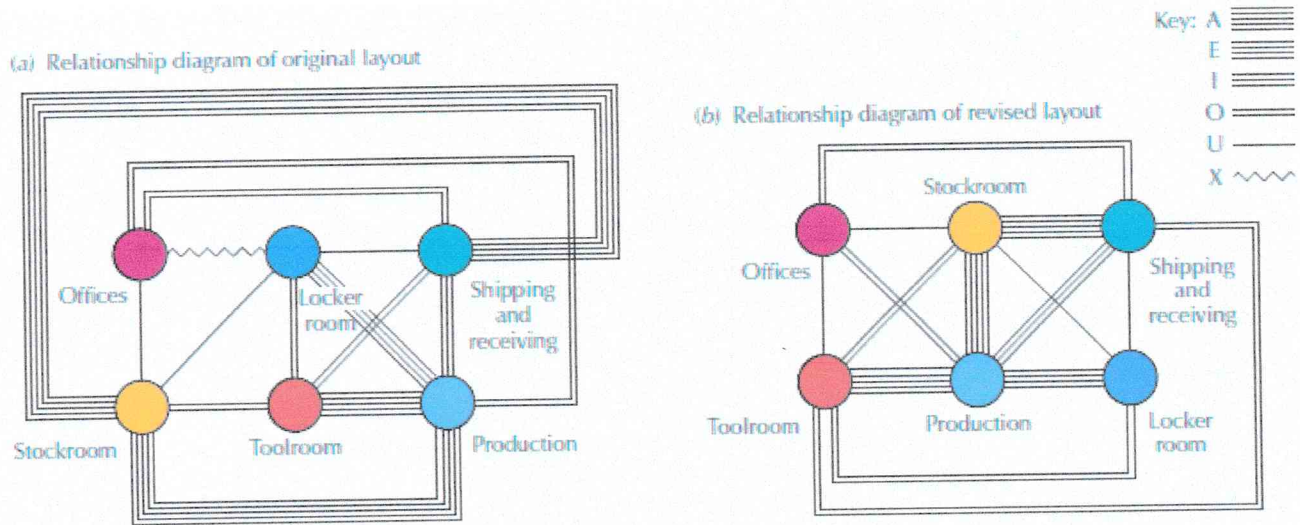 Key: A
E
I
O
U
X
(a) Relationship diagram of original layout
Offices
Locker
room
Shipping
and
receiving
Stockroom
Toolroom
Production
(b) Relationship diagram of revised layout
Stockroom
Offices
Shipping
and
receiving
Toolroom
Production
Locker
room